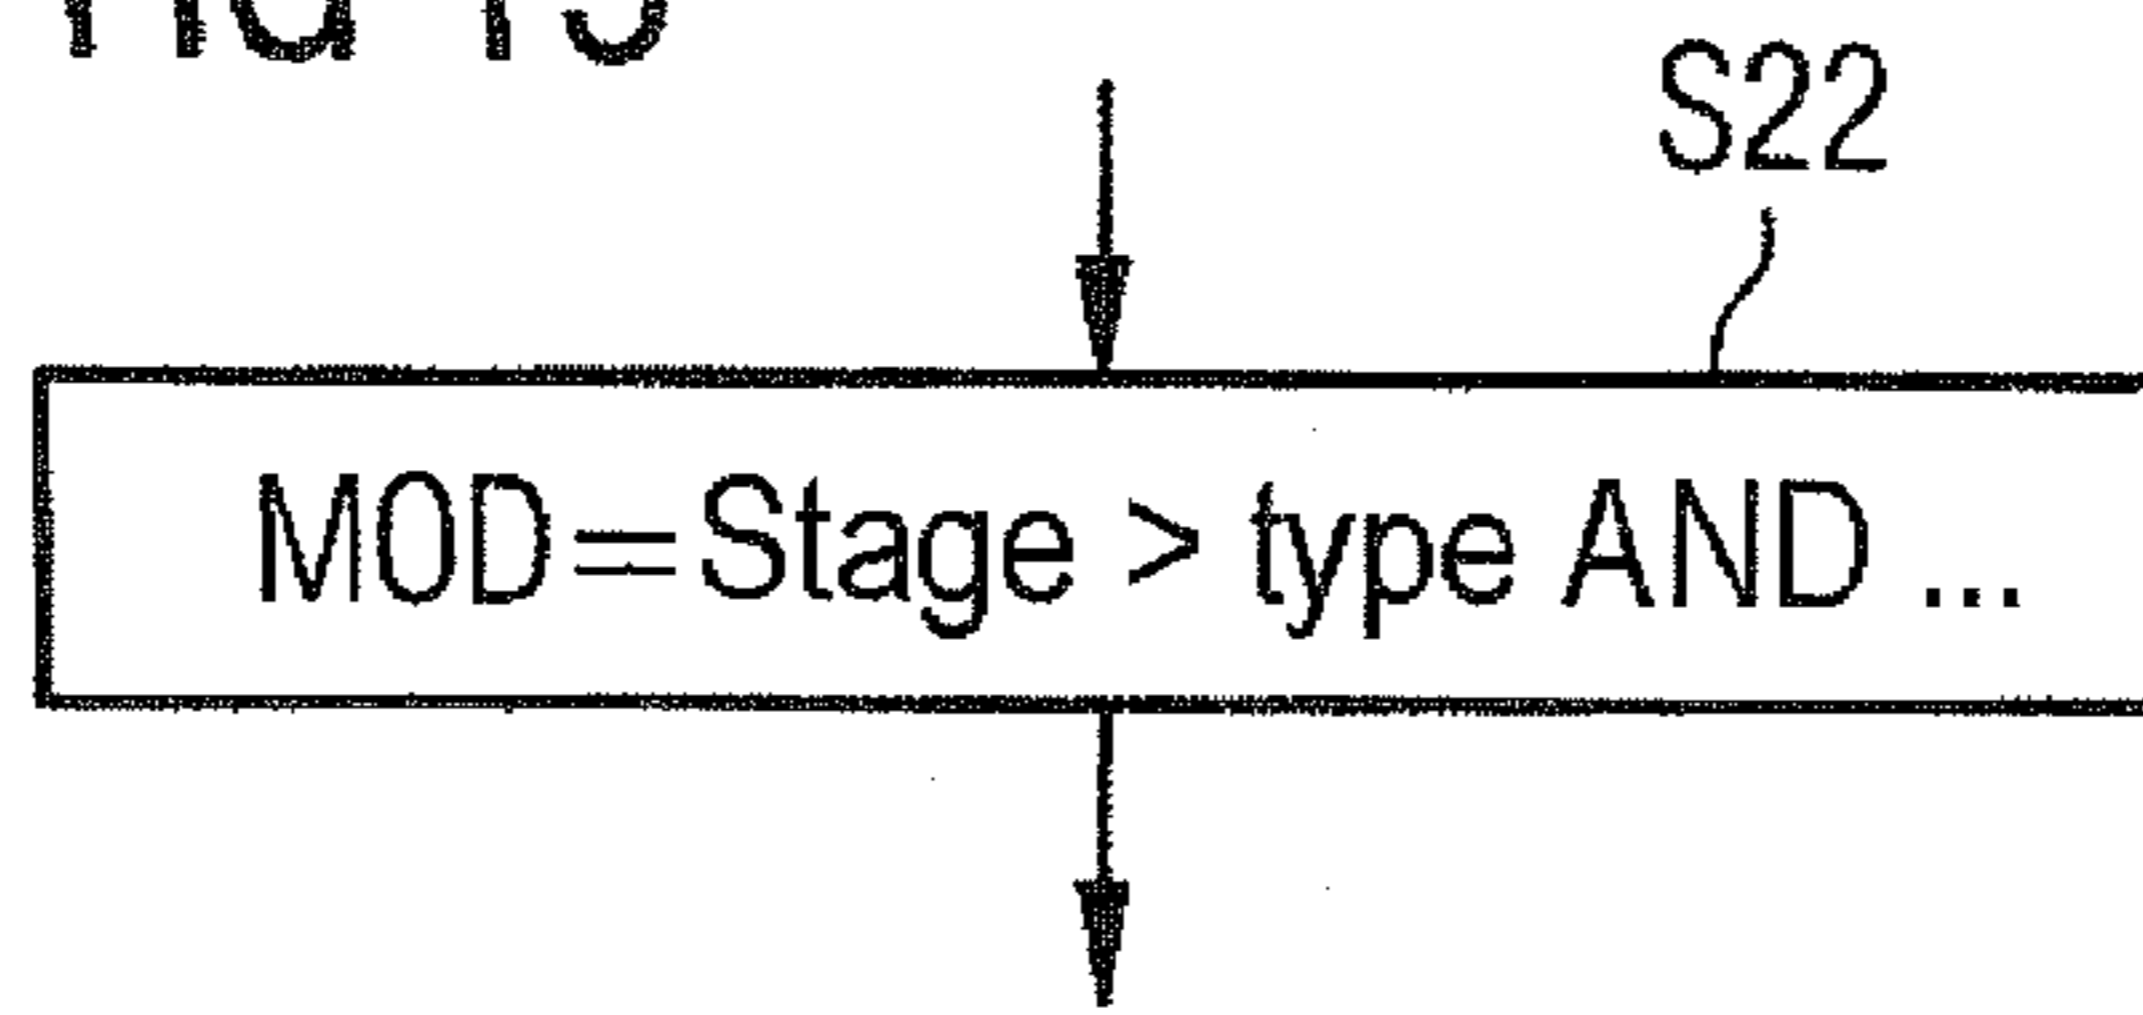 S22
MOD=Stage > type AND ...